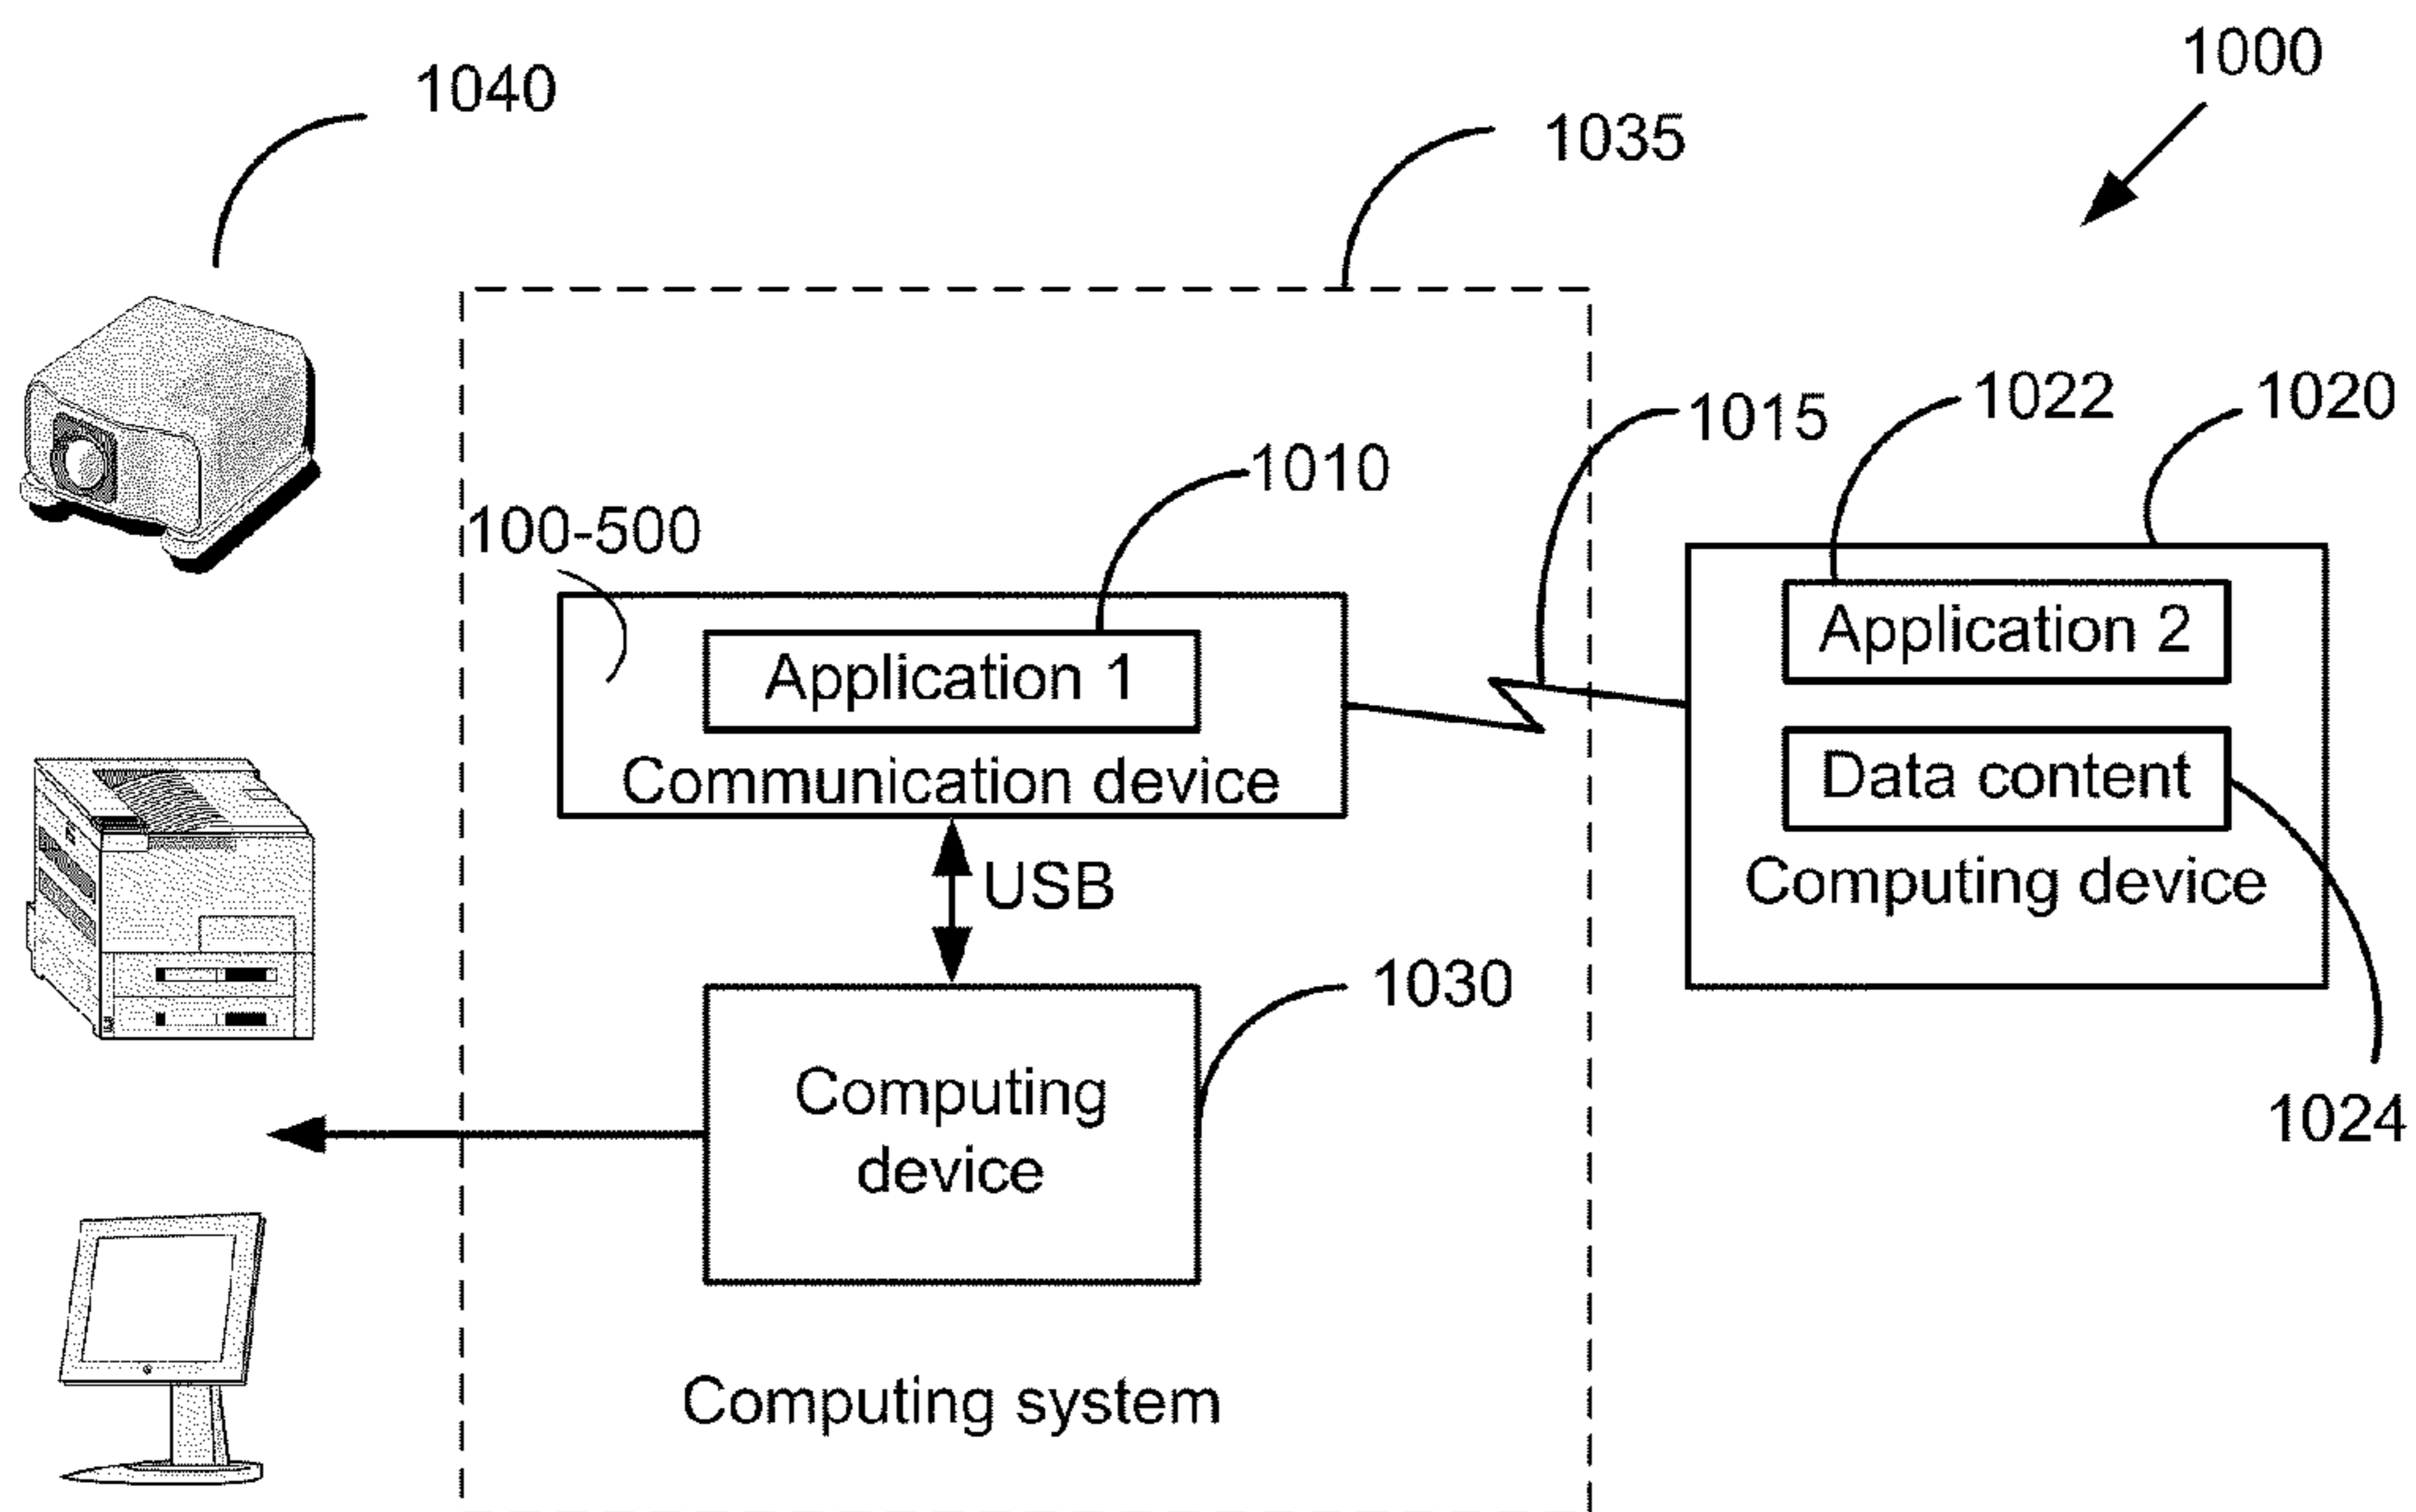 1000
1040
1035
1022
1020
1015
1010
100-500
Application 2
Application 1
Data content
Communication device
Computing device
USB
1030
Computing
device
1024
Computing system